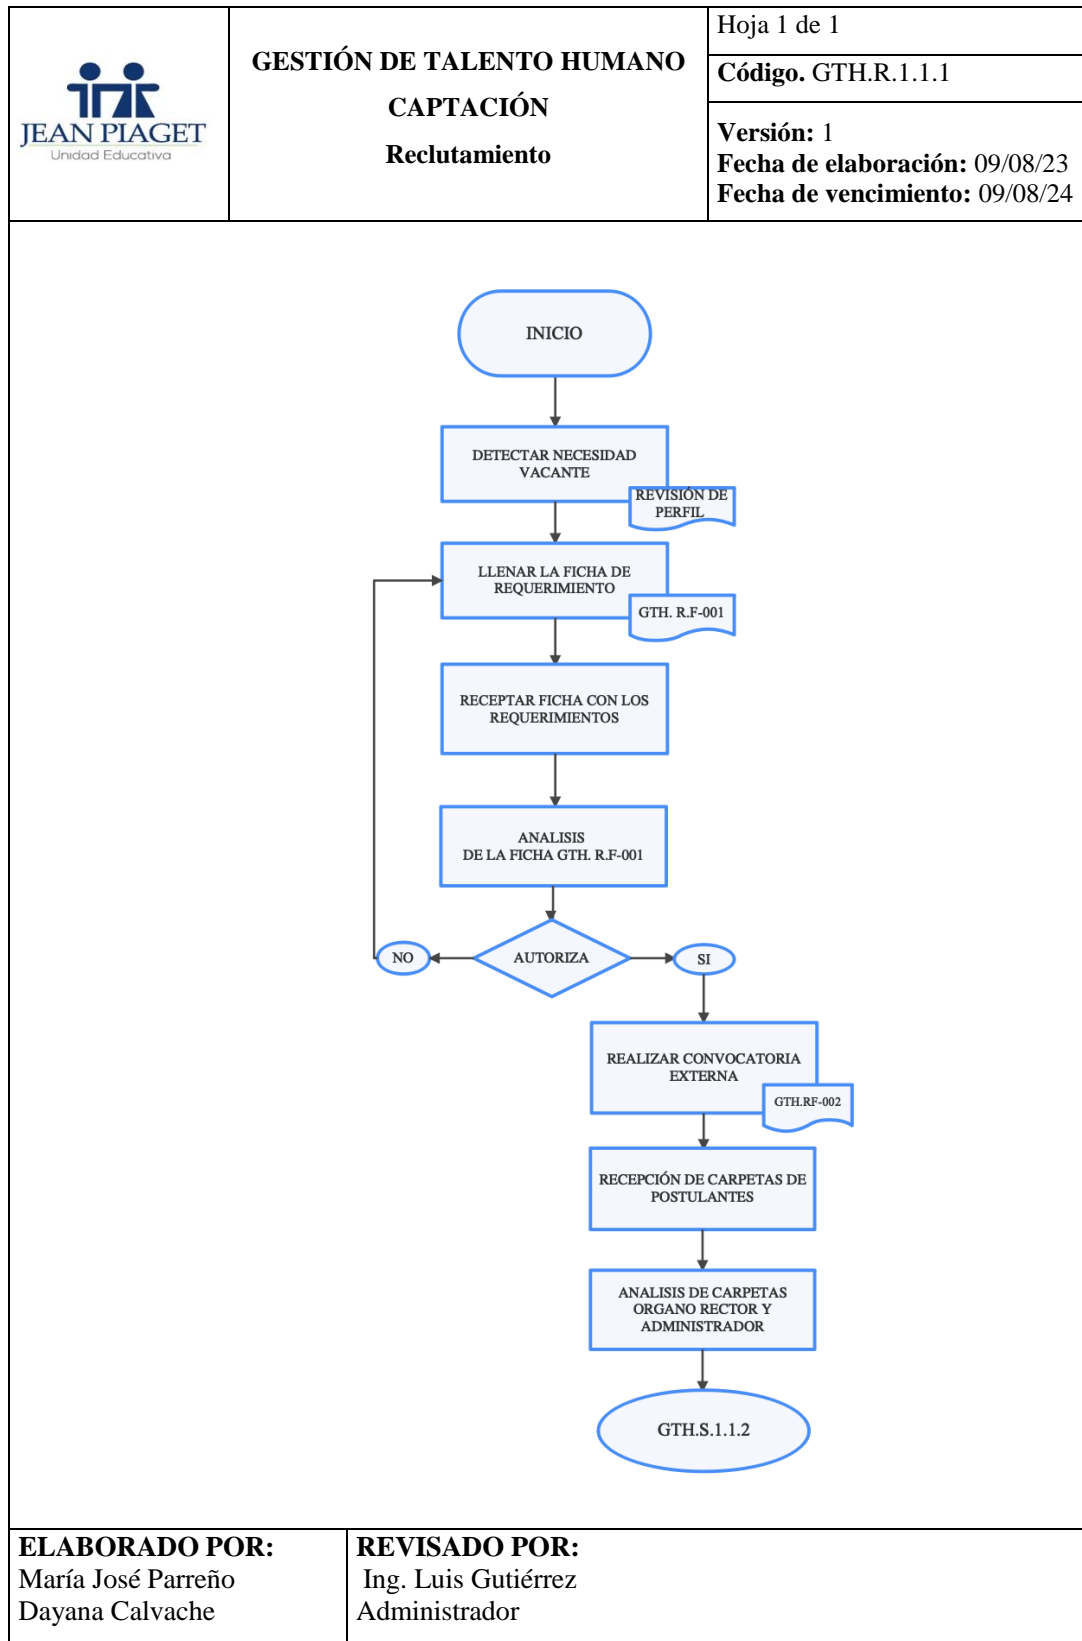 JEAN PIAGET
Unidad Educativa
GESTIÓN DE TALENTO HUMANO
CAPTACIÓN
Reclutamiento
Hoja 1 de 1
Código. GTH.R.1.1.1
Versión: 1
Fecha de elaboración: 09/08/23
Fecha de vencimiento: 09/08/24
INICIO
DETECTAR NECESIDAD
VACANTE
REVISIÓN DE
PERFIL
LLENAR LA FICHA DE
REQUERIMIENTO
GTH. R.F-001
RECEPTAR FICHA CON LOS
REQUERIMIENTOS
ANALISIS
DE LA FICHA GTH. R.F-001
NO
AUTORIZA
SI
REALIZAR CONVOCATORIA
EXTERNA
GTH.RF-002
RECEPCIÓN DE CARPETAS DE
POSTULANTES
ANALISIS DE CARPETAS
ORGANO RECTOR Y
ADMINISTRADOR
GTH.S.1.1.2
ELABORADO POR:
María José Parreño
Dayana Calvache
REVISADO POR:
Ing. Luis Gutiérrez
Administrador